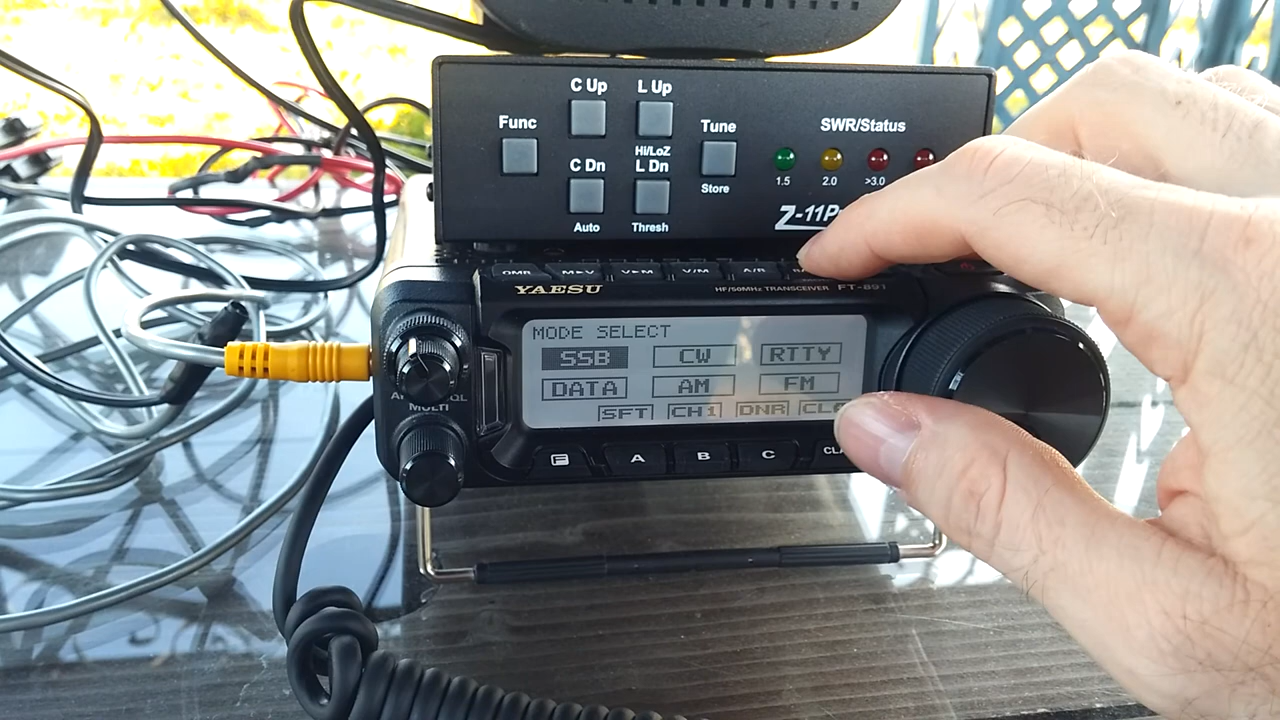 C Up L Up
Func Tune SWR/Status
Hi/LoZ
C Dn L Dn
1.5 2.0 >3.0
Store
Auto Thresh
Z-11P
QMB M►V V►M V/M A/B
YAESU HF/50MHz TRANSCEIVER FT-891
MODE SELECT
SSB CW RTTY
DATA AM FM
SFT CH1 DNR
MULTI
F A B C